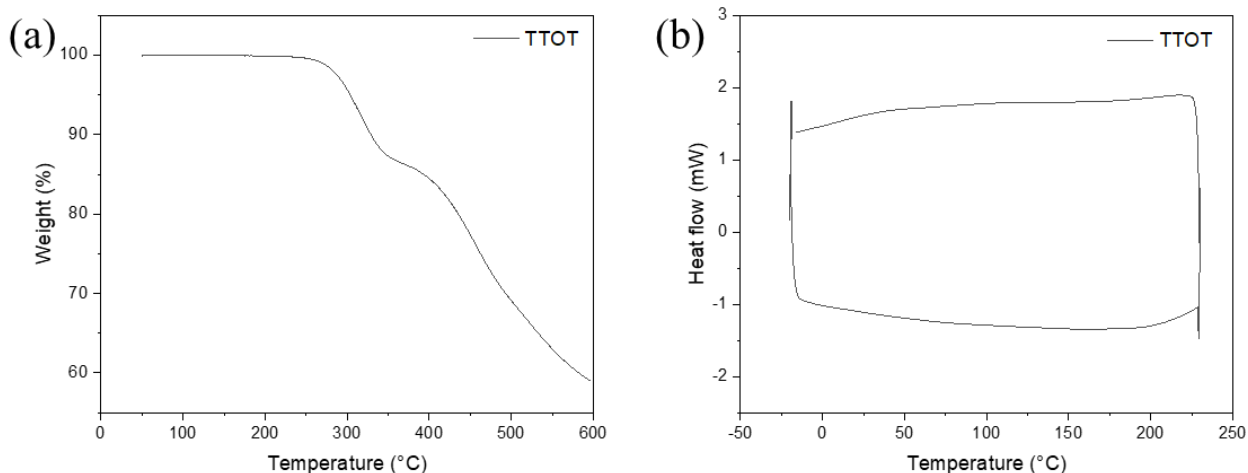 (a)
TTOT
100
90
80
70
60
Weight (%)
0 100 200 300 400 500 600
Temperature (°C)
(b)
TTOT
3
2
1
0
-1
-2
Heat flow (mW)
-50 0 50 100 150 200 250
Temperature (°C)